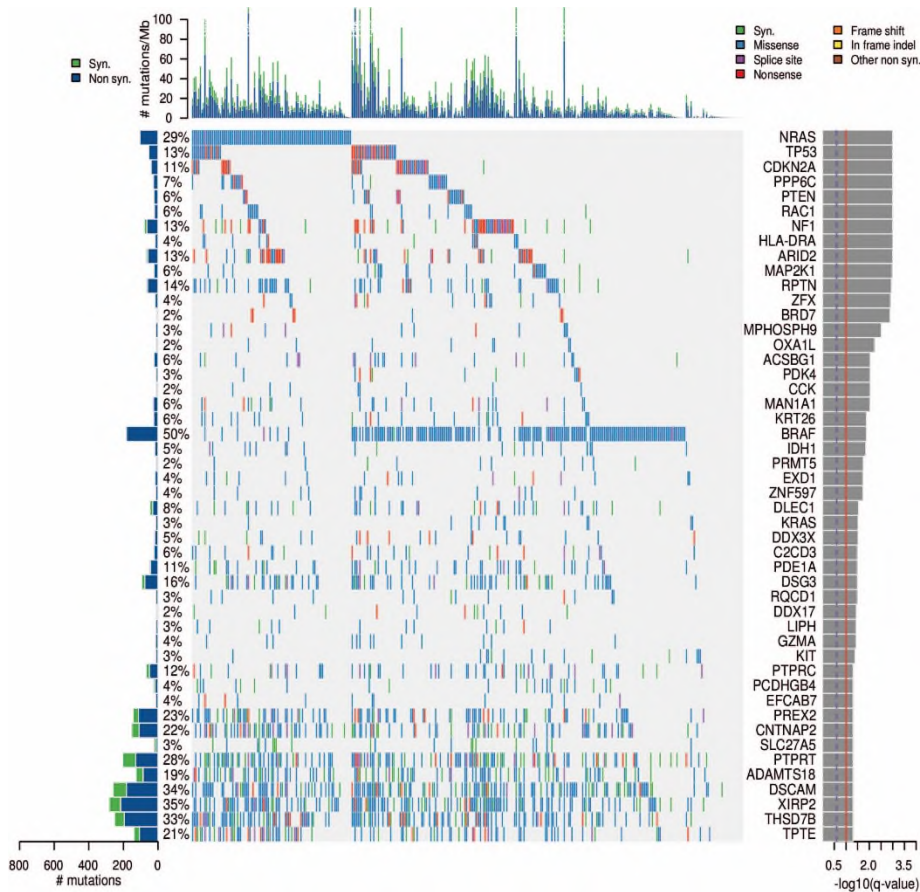 # mutations/Mb
100
80
60
40
20
0
Syn.
Non syn.
Syn.
Missense
Splice site
Nonsense
Frame shift
In frame indel
Other non syn.
29% NRAS
13% TP53
11% CDKN2A
7% PPP6C
6% PTEN
6% RAC1
13% NF1
4% HLA-DRA
13% ARID2
6% MAP2K1
14% RPTN
4% ZFX
2% BRD7
3% MPHOSPH9
2% OXA1L
6% ACSBG1
3% PDK4
2% CCK
6% MAN1A1
6% KRT26
50% BRAF
5% IDH1
2% PRMT5
4% EXD1
4% ZNF597
8% DLEC1
3% KRAS
5% DDX3X
6% C2CD3
11% PDE1A
16% DSG3
3% RQCD1
2% DDX17
3% LIPH
4% GZMA
3% KIT
12% PTPRC
4% PCDHGB4
4% EFCAB7
23% PREX2
22% CNTNAP2
3% SLC27A5
28% PTPRT
19% ADAMTS18
34% DSCAM
35% XIRP2
33% THSD7B
21% TPTE
800 600 400 200 0
# mutations
0.5 2.0 3.5
-log10(q-value)